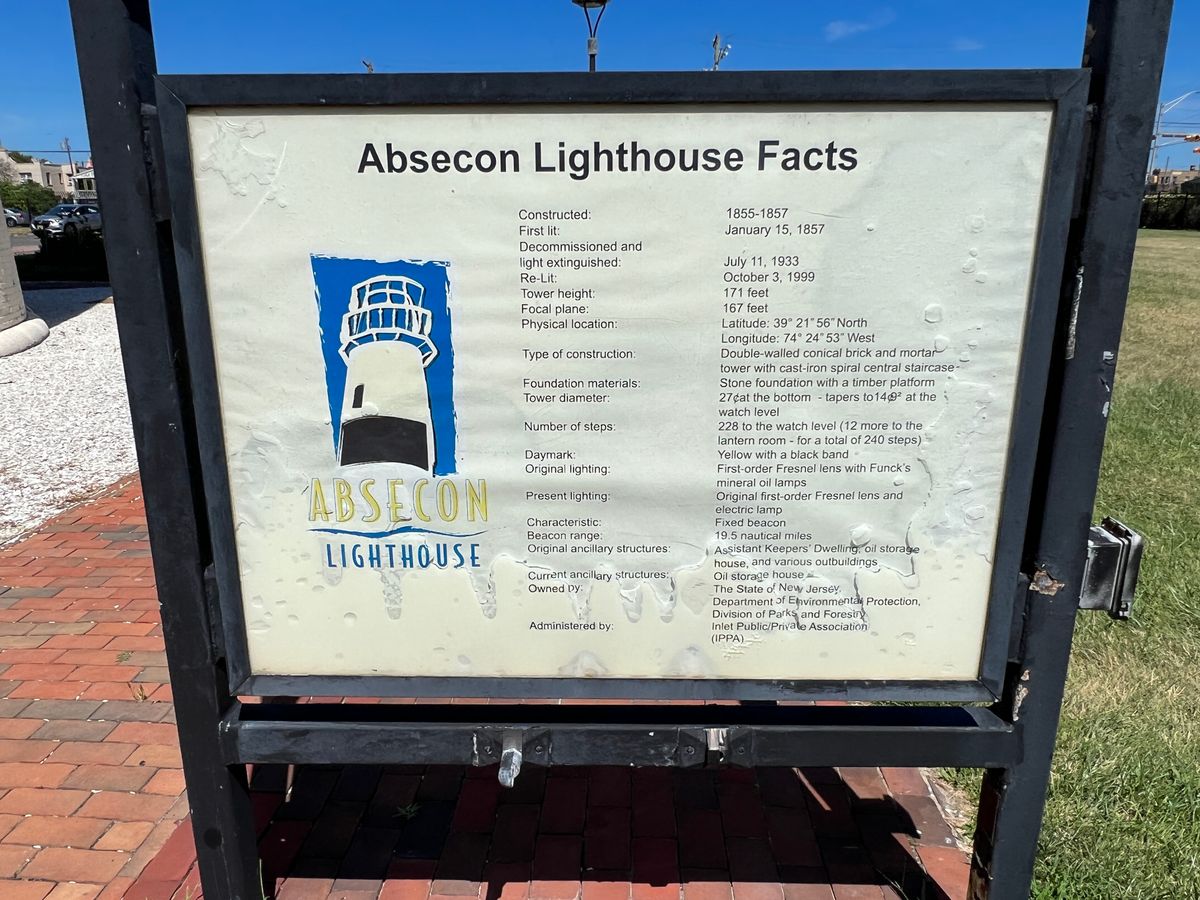 Absecon Lighthouse Facts
Constructed: 1855-1857
First lit: January 15, 1857
Decommissioned and
light extinguished: July 11, 1933
Re-Lit: October 3, 1999
Tower height: 171 feet
Focal plane: 167 feet
Physical location: Latitude: 39° 21" 56" North
Longitude: 74° 24" 53" West
Type of construction: Double-walled conical brick and mortar
tower with cast-iron spiral central staircase
Foundation materials: Stone foundation with a timber platform
Tower diameter: 27¢at the bottom - tapers to14¢9² at the
watch level
Number of steps: 228 to the watch level (12 more to the
lantern room - for a total of 240 steps)
Daymark: Yellow with a black band
Original lighting: First-order Fresnel lens with Funck's
mineral oil lamps
Present lighting: Original first-order Fresnel lens and
electric lamp
Characteristic: Fixed beacon
Beacon range: 19.5 nautical miles
Original ancillary structures: Assistant Keepers' Dwelling, oil storage
house, and various outbuildings
Current ancillary structures: Oil storage house
Owned by: The State of New Jersey,
Department of Environmental Protection,
Division of Parks and Forestry
Administered by: Inlet Public/Private Association
(IPPA)
ABSECON
LIGHTHOUSE